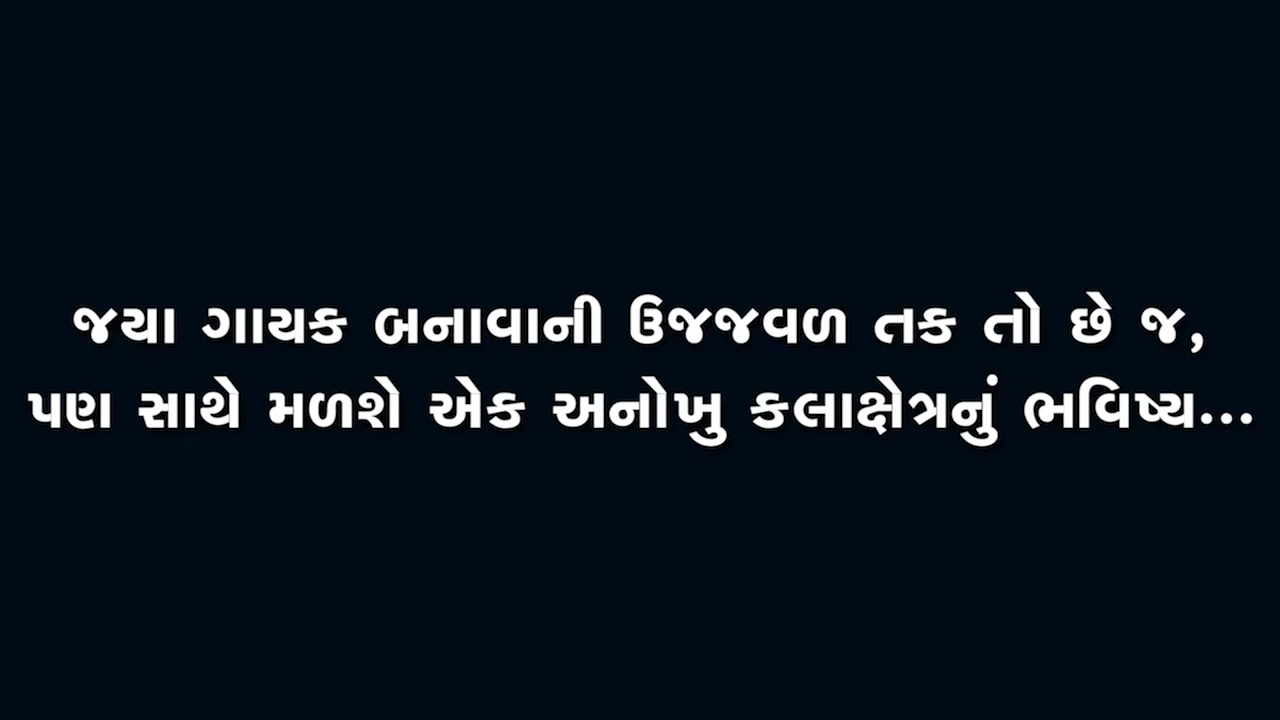 જયા ગાયક બનાવાની ઉજજવળ તક તો છે જ,
પણ સાથે મળશે એક અનોખુ કલાક્ષેત્રનું ભવિષ્ય...